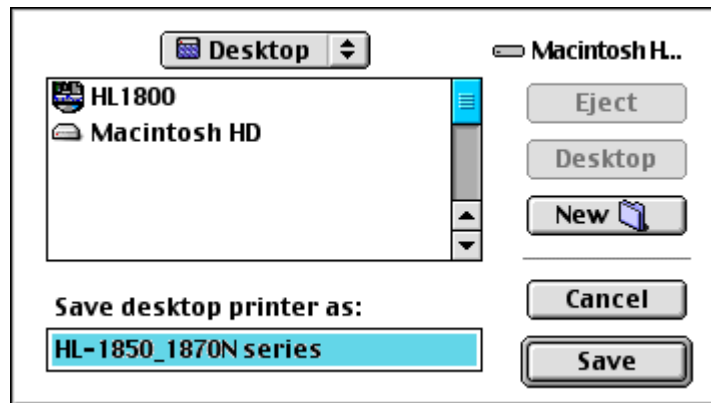 Desktop
Macintosh H...
HL1800
Macintosh HD
Eject
Desktop
New
Save desktop printer as:
HL-1850_1870N series
Cancel
Save